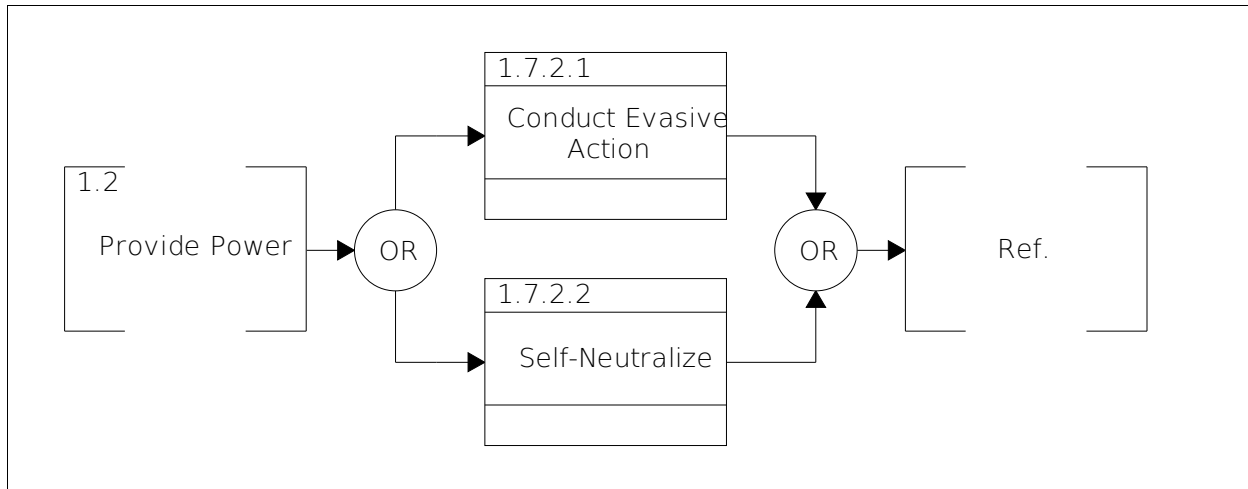 1.7.2.1
Conduct Evasive
Action
1.2
Provide Power
OR
OR
Ref.
1.7.2.2
Self-Neutralize